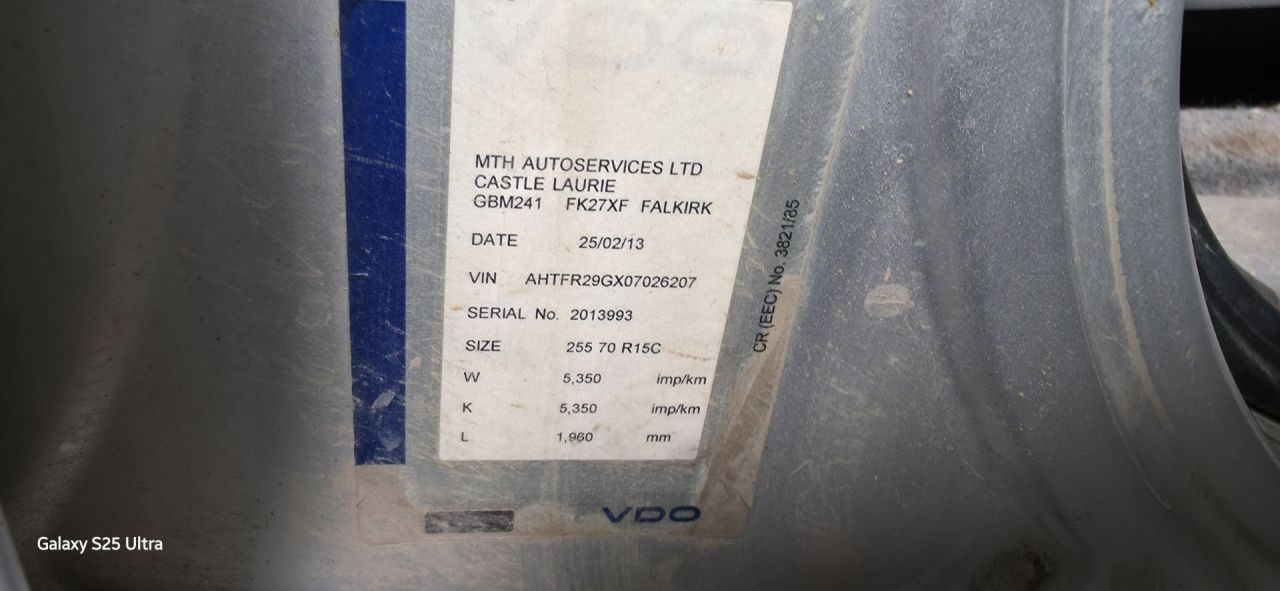 MTH AUTOSERVICES LTD
CASTLE LAURIE
GBM241 FK27XF FALKIRK
DATE 25/02/13
VIN AHTFR29GX07026207
SERIAL No. 2013993
SIZE 255 70 R15C
W 5,350 imp/km
K 5,350 imp/km
L 1,960 mm
CR (EEC) No. 3821/85
VDO
Galaxy S25 Ultra